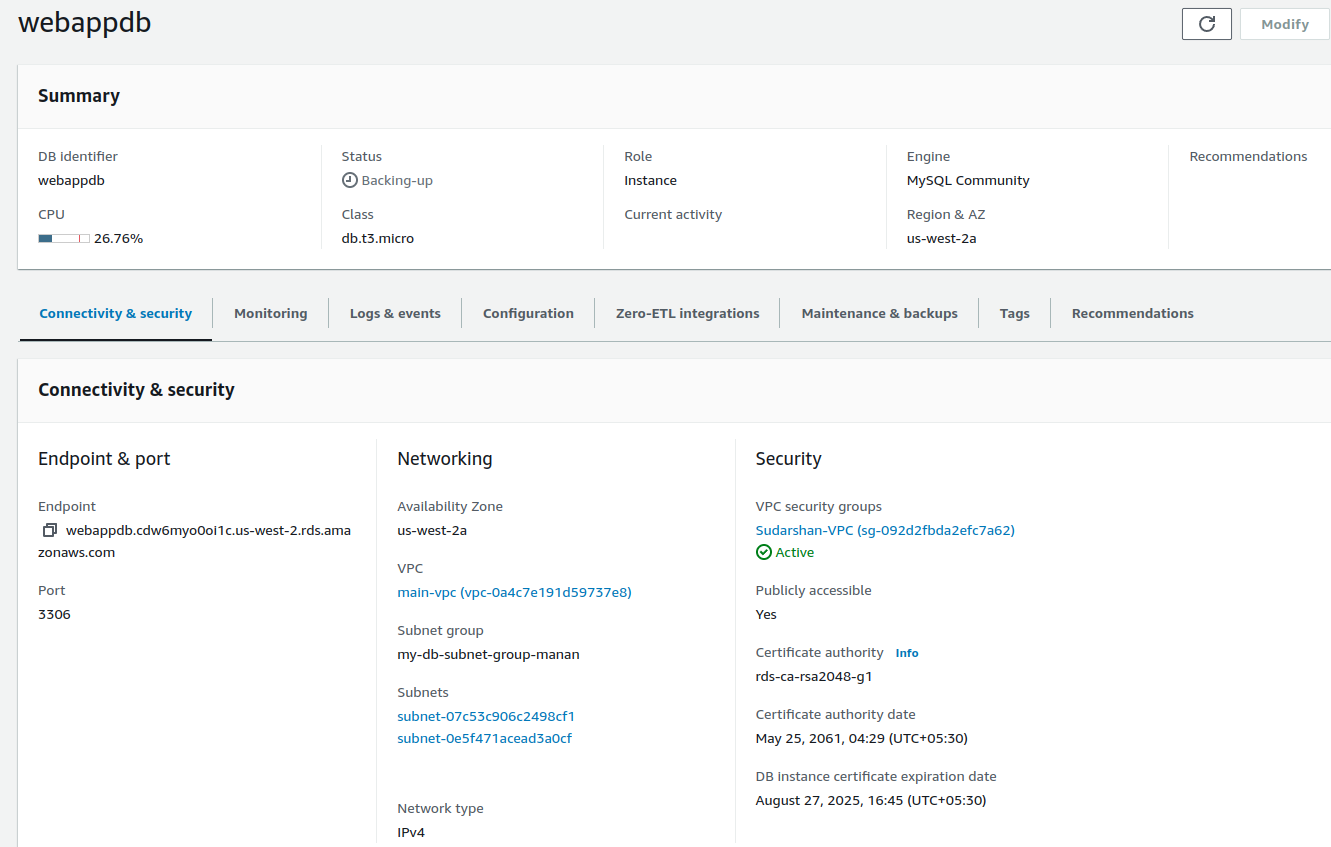 webappdb
Modify
Summary
DB identifier
webappdb
CPU
26.76%
Status
Backing-up
Class
db.t3.micro
Role
Instance
Current activity
Engine
MySQL Community
Region & AZ
us-west-2a
Recommendations
Connectivity & security
Monitoring
Logs & events
Configuration
Zero-ETL integrations
Maintenance & backups
Tags
Recommendations
Connectivity & security
Endpoint & port
Endpoint
webappdb.cdw6myo0oi1c.us-west-2.rds.ama
zonaws.com
Port
3306
Networking
Availability Zone
us-west-2a
VPC
main-vpc (vpc-0a4c7e191d59737e8)
Subnet group
my-db-subnet-group-manan
Subnets
subnet-07c53c906c2498cf1
subnet-0e5f471acead3a0cf
Network type
IPv4
Security
VPC security groups
Sudarshan-VPC (sg-092d2fbda2efc7a62)
Active
Publicly accessible
Yes
Certificate authority Info
rds-ca-rsa2048-g1
Certificate authority date
May 25, 2061, 04:29 (UTC+05:30)
DB instance certificate expiration date
August 27, 2025, 16:45 (UTC+05:30)